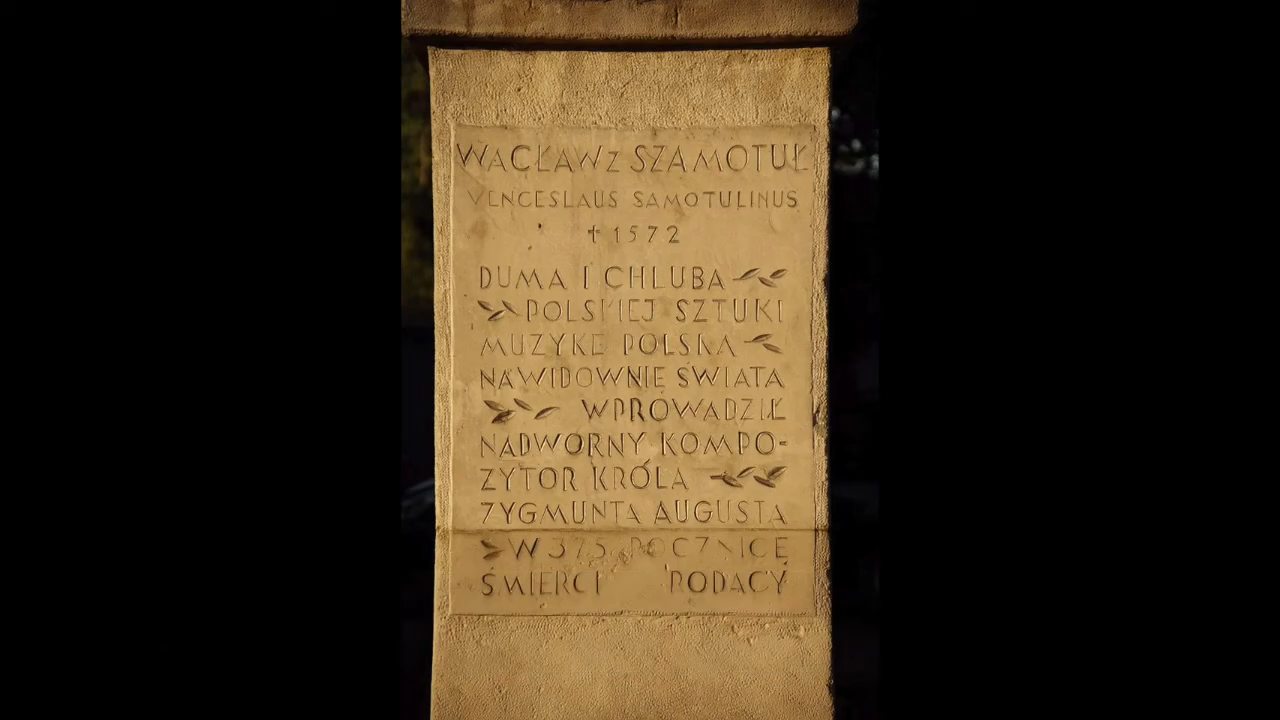 WACŁAW Z SZAMOTUŁ
VENCESLAUS SAMOTULINUS
† 1572
DUMA I CHLUBA
POLSKIEJ SZTUKI
MUZYKĘ POLSKĄ
NA WIDOWNIĘ ŚWIATA
WPROWADZIŁ
NADWORNY KOMPO-
ZYTOR KRÓLA
ZYGMUNTA AUGUSTA
W 375 ROCZNICĘ
ŚMIERCI RODACY